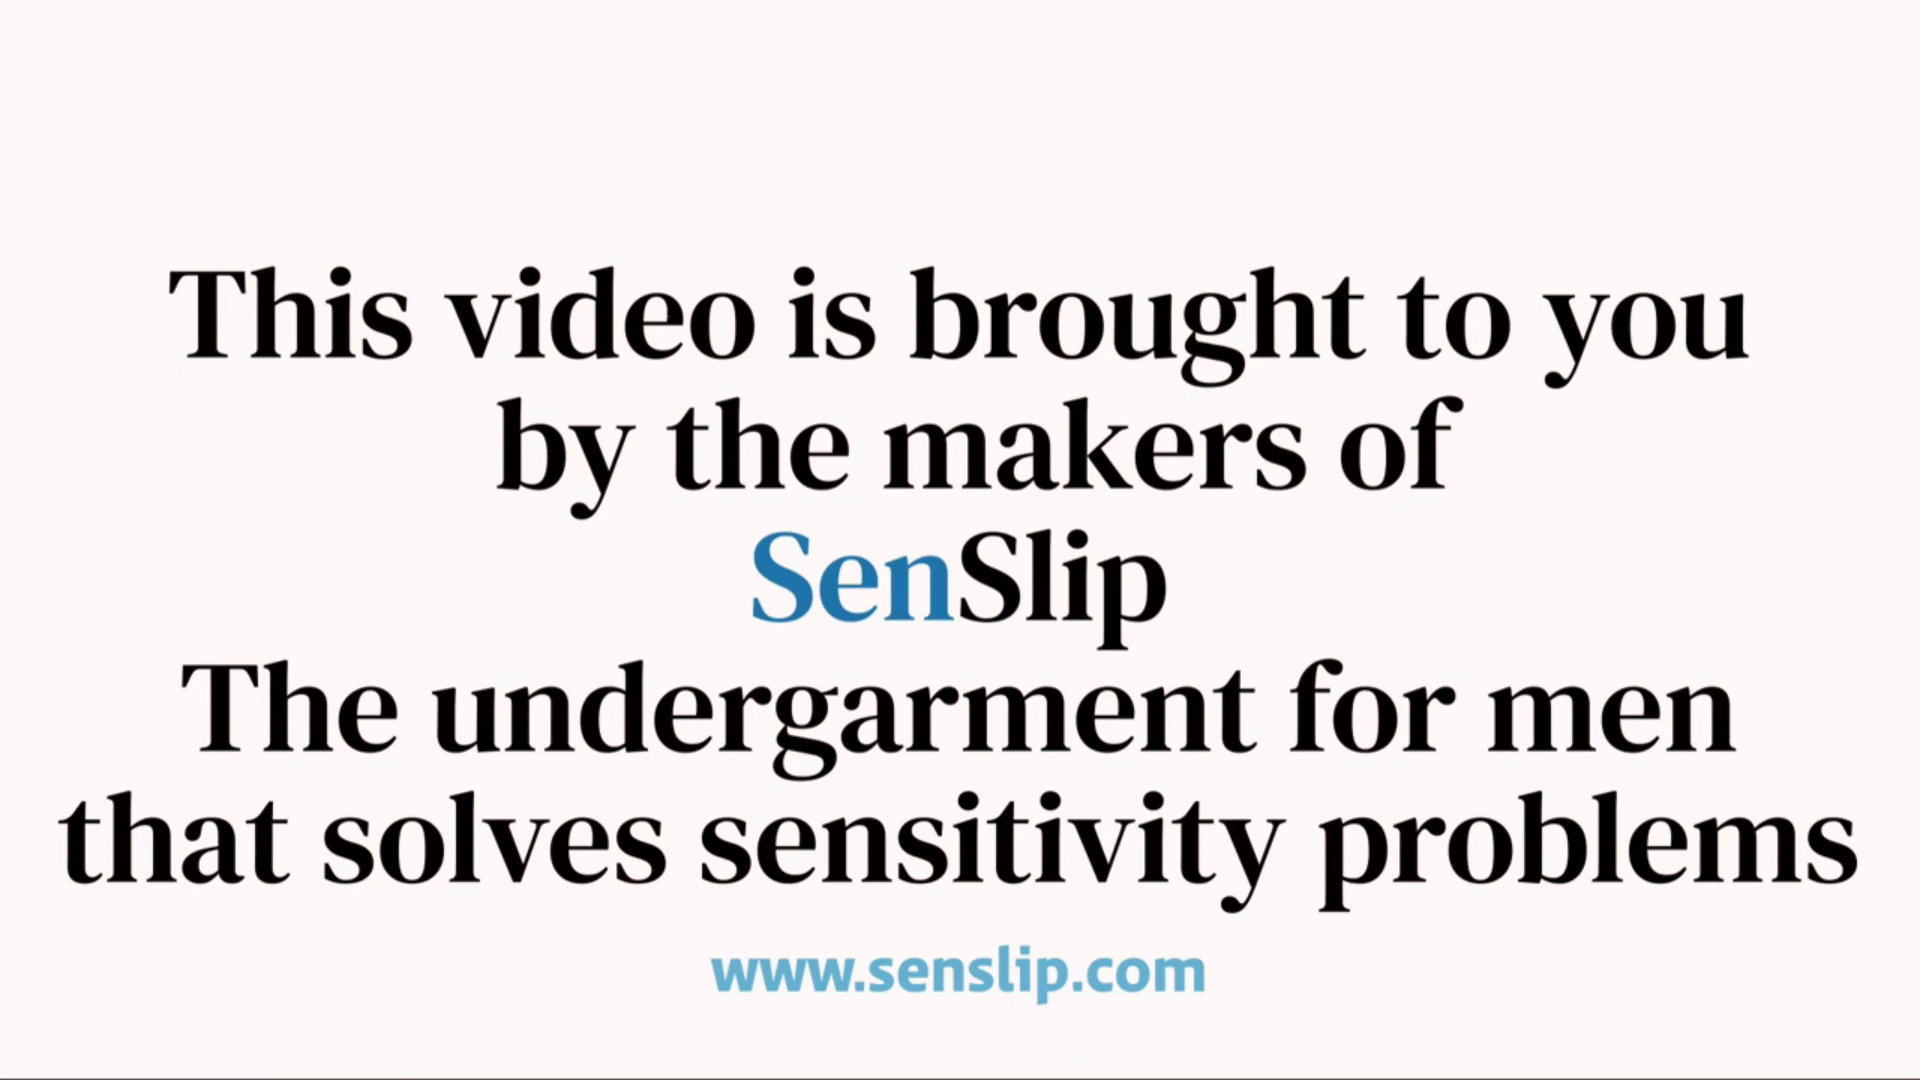 This video is brought to you
by the makers of
SenSlip
The undergarment for men
that solves sensitivity problems
www.senslip.com